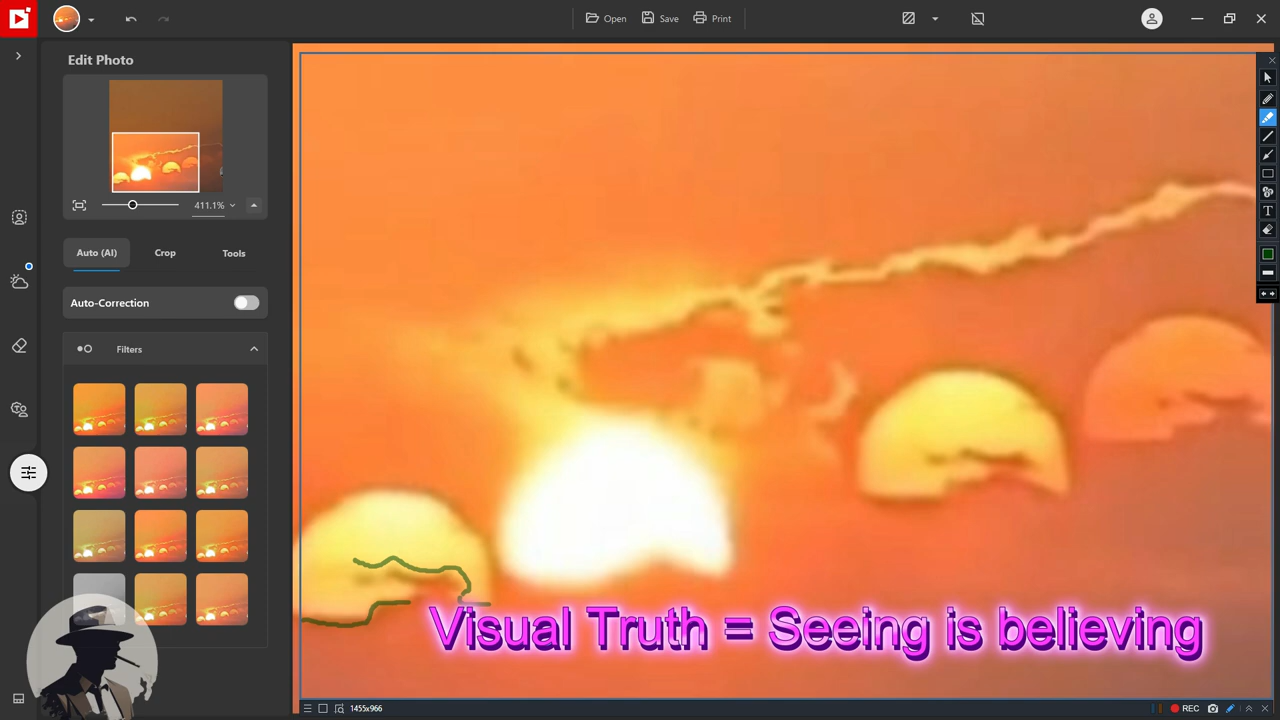 Open
Save
Print
Edit Photo
411.1%
Auto (AI)
Crop
Tools
Auto-Correction
Filters
Visual Truth = Seeing is believing
1455x966
REC